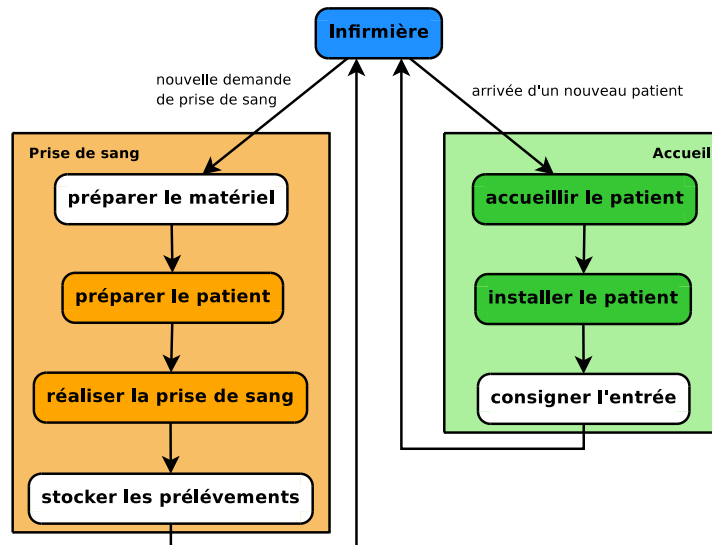 Infirmière
nouvelle demande
de prise de sang
arrivée d'un nouveau patient
Prise de sang
préparer le matériel
préparer le patient
réaliser la prise de sang
stocker les prélévements
Accueil
accueillir le patient
installer le patient
consigner l'entrée